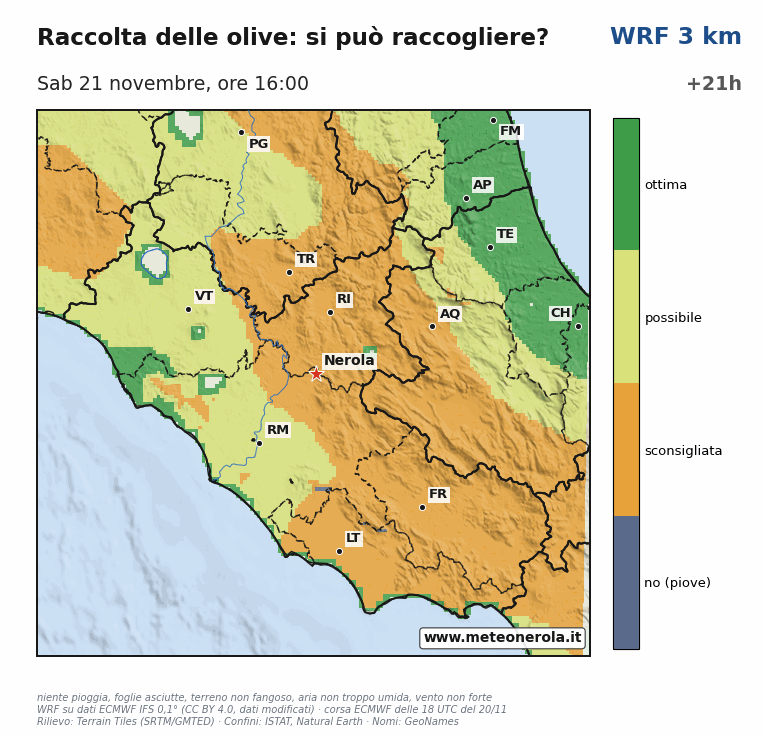 Raccolta delle olive: si può raccogliere?
WRF 3 km
Sab 21 novembre, ore 16:00
+21h
FM
PG
AP
TE
TR
VT
RI
AQ
CH
Nerola
RM
FR
LT
www.meteonerola.it
ottima
possibile
sconsigliata
no (piove)
niente pioggia, foglie asciutte, terreno non fangoso, aria non troppo umida, vento non forte
WRF su dati ECMWF IFS 0,1° (CC BY 4.0, dati modificati) · corsa ECMWF delle 18 UTC del 20/11
Rilievo: Terrain Tiles (SRTM/GMTED) · Confini: ISTAT, Natural Earth · Nomi: GeoNames